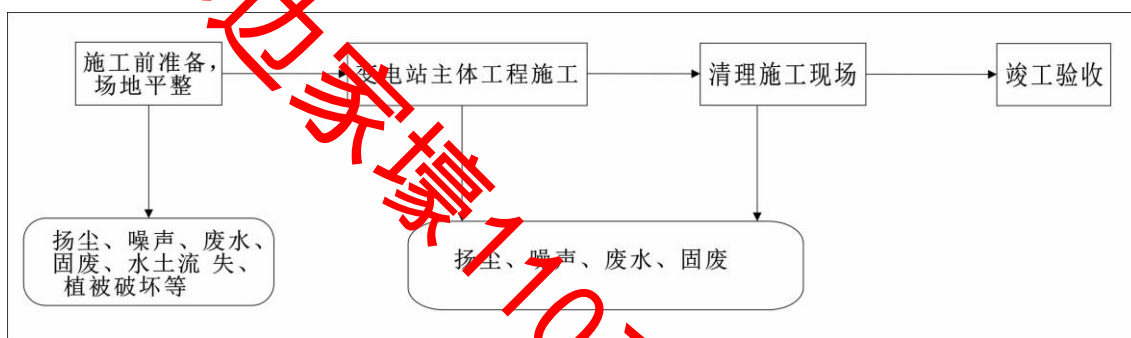 施工前准备，
场地平整
变电站主体工程施工
清理施工现场
竣工验收
扬尘、噪声、废水、
固废、水土流 失、
植被破坏等
扬尘、噪声、废水、固废
边家壕110